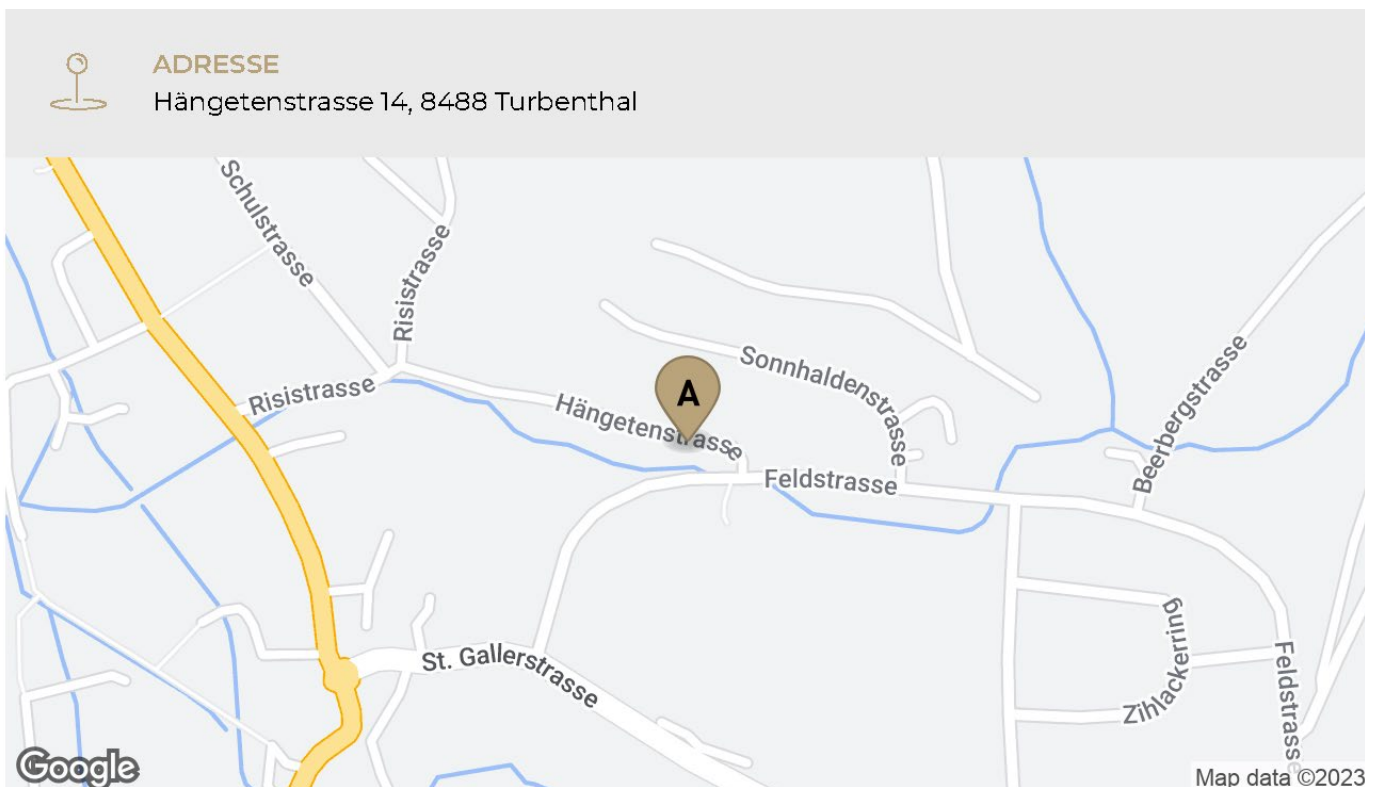 ADRESSE
Hängetenstrasse 14, 8488 Turbenthal
Schulstrasse
Risistrasse
Risistrasse
Sonnhaldenstrasse
A
Hängetenstrasse
Beerbergstrasse
Feldstrasse
St. Gallerstrasse
Zihlackerring
Feldstrasse
Google
Map data ©2023